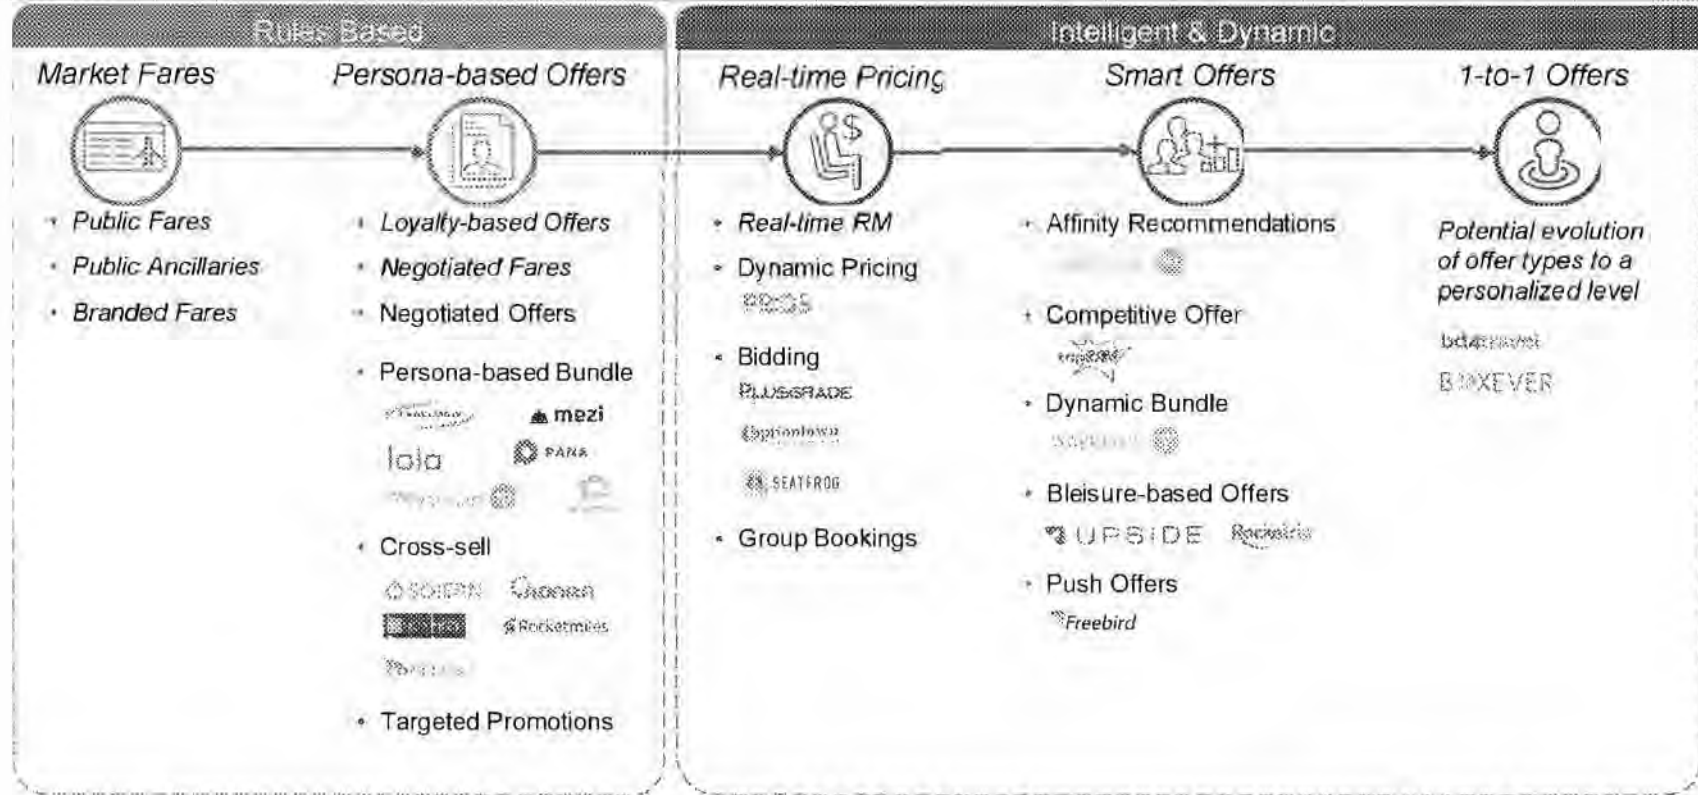 Rules Based
Intelligent & Dynamic
Market Fares
Public Fares
Public Ancillaries
Branded Fares
Persona-based Offers
Loyalty-based Offers
Negotiated Fares
Negotiated Offers
Persona-based Bundle
mezi
lola
PANA
Cross-sell
Rocketmiles
Targeted Promotions
Real-time Pricing
$
Real-time RM
Dynamic Pricing
PROS
Bidding
PLUSGRADE
Optiontown
SEATFROG
Group Bookings
Smart Offers
Affinity Recommendations
Competitive Offer
Dynamic Bundle
Bleisure-based Offers
UPSIDE
Push Offers
Freebird
1-to-1 Offers
Potential evolution
of offer types to a
personalized level
bd4travel
BOXEVER